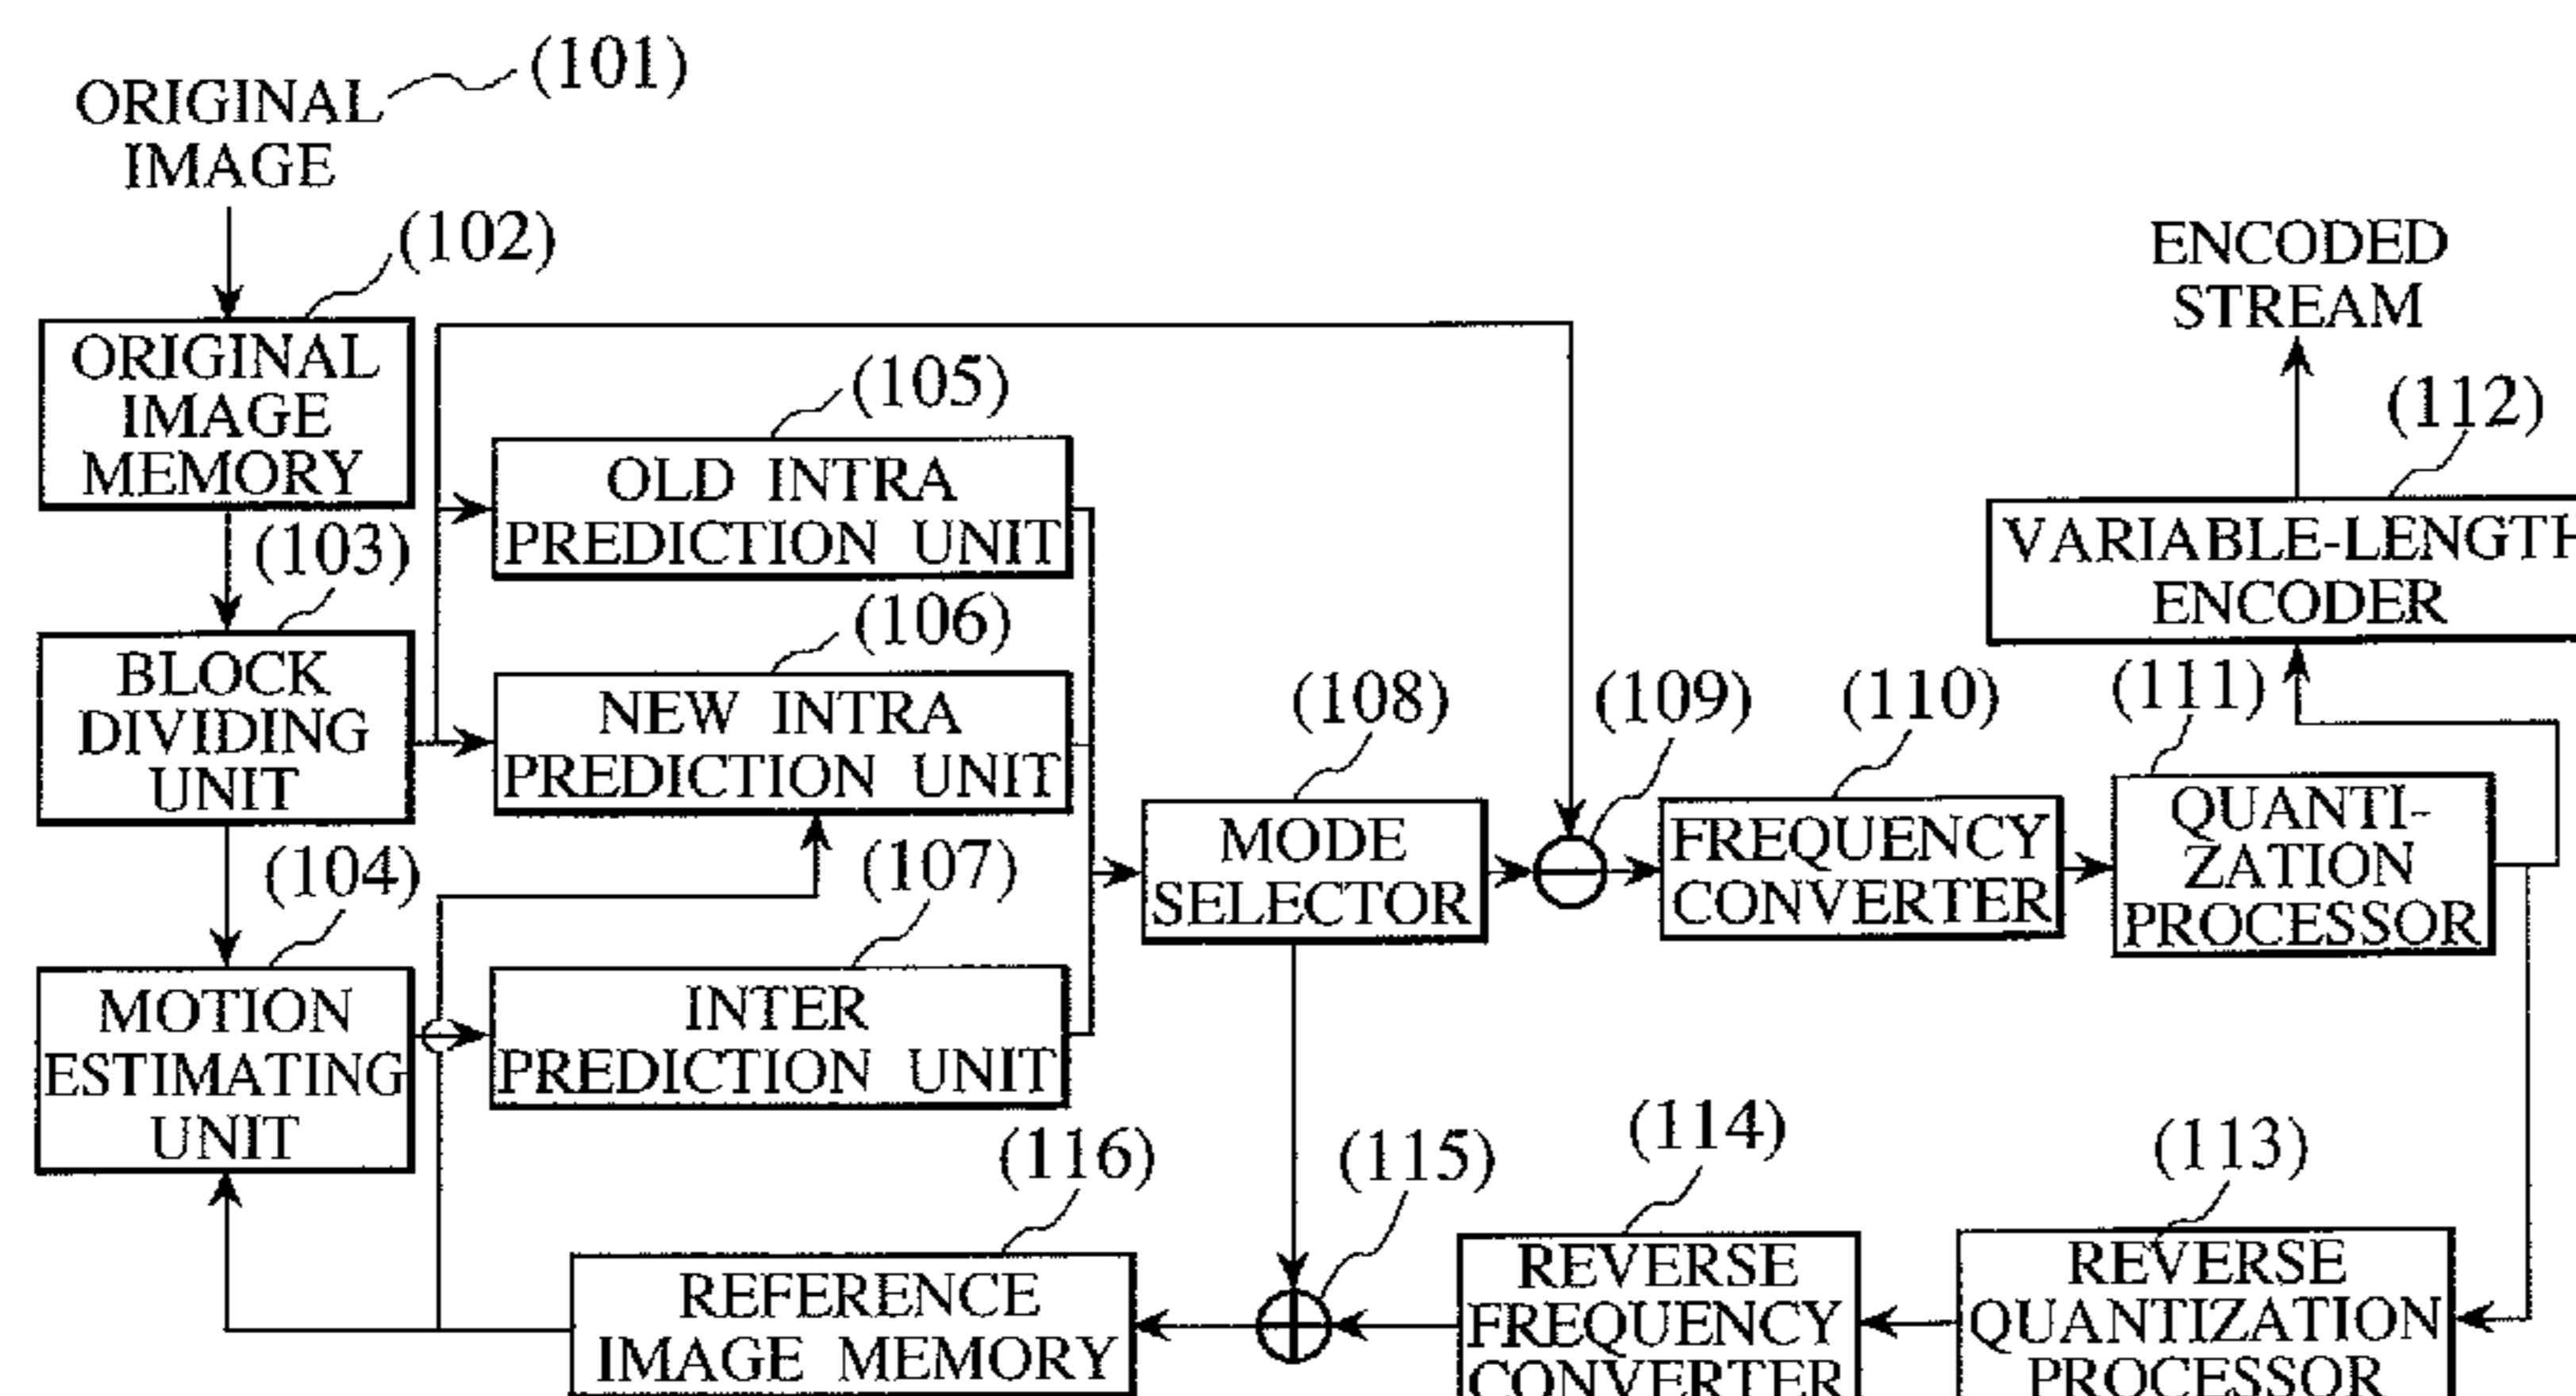 (101)
ORIGINAL
IMAGE
(102)
ORIGINAL
IMAGE
MEMORY
(103)
BLOCK
DIVIDING
UNIT
(104)
MOTION
ESTIMATING
UNIT
(105)
OLD INTRA
PREDICTION UNIT
(106)
NEW INTRA
PREDICTION UNIT
(107)
INTER
PREDICTION UNIT
(108)
MODE
SELECTOR
(109)
(110)
FREQUENCY
CONVERTER
(111)
QUANTI-
ZATION
PROCESSOR
ENCODED
STREAM
(112)
VARIABLE-LENGTH
ENCODER
(113)
REVERSE
QUANTIZATION
PROCESSOR
(114)
REVERSE
FREQUENCY
CONVERTER
(115)
(116)
REFERENCE
IMAGE MEMORY